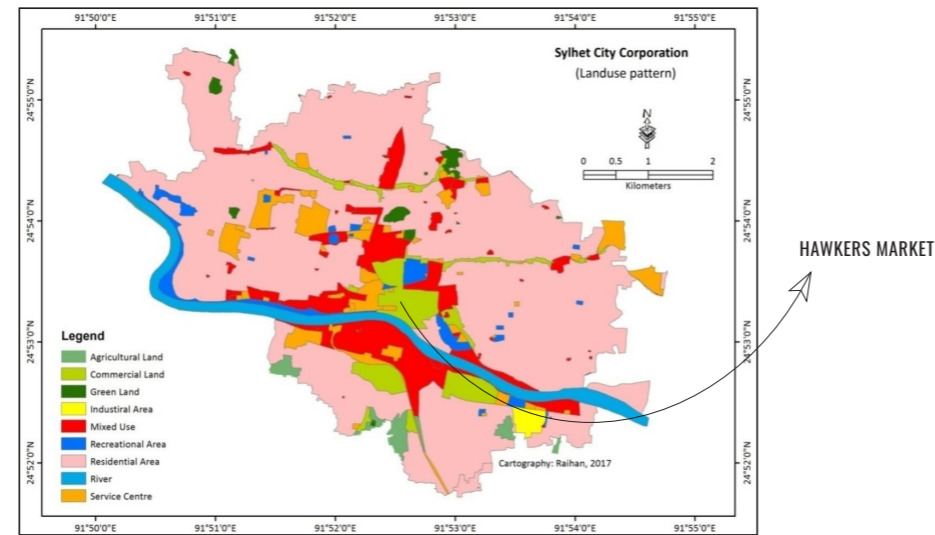 91°50'0"E 91°51'0"E 91°52'0"E 91°53'0"E 91°54'0"E 91°55'0"E
Sylhet City Corporation
(Landuse pattern)
24°55'0"N 24°55'0"N
N
0 0.5 1 2
Kilometers
24°54'0"N 24°54'0"N
HAWKERS MARKET
24°53'0"N 24°53'0"N
Legend
Agricultural Land
Commercial Land
Green Land
Industiral Area
Mixed Use
Recreational Area
Residential Area
River
Service Centre
24°52'0"N 24°52'0"N
Cartography: Raihan, 2017
91°50'0"E 91°51'0"E 91°52'0"E 91°53'0"E 91°54'0"E 91°55'0"E